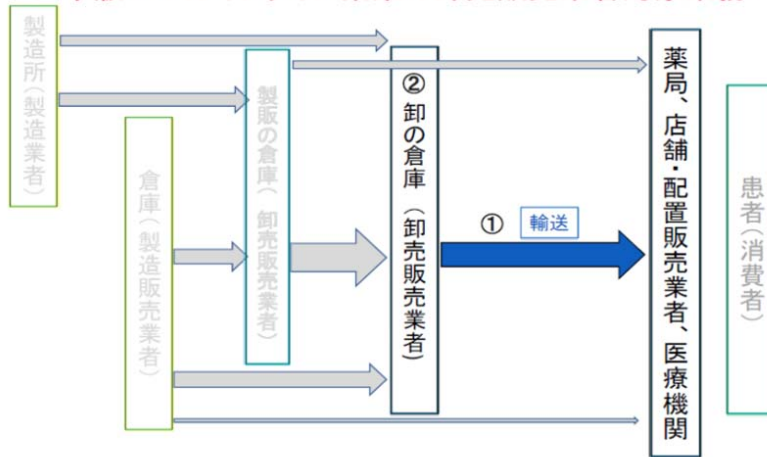 製造所(製造業者)
倉庫(製造販売業者)
製販の倉庫( 卸売販売業者)
② 卸の倉庫 (卸売販売業者)
① 輸送
薬局、店舗・配置販売業者、医療機関
患者(消費者)